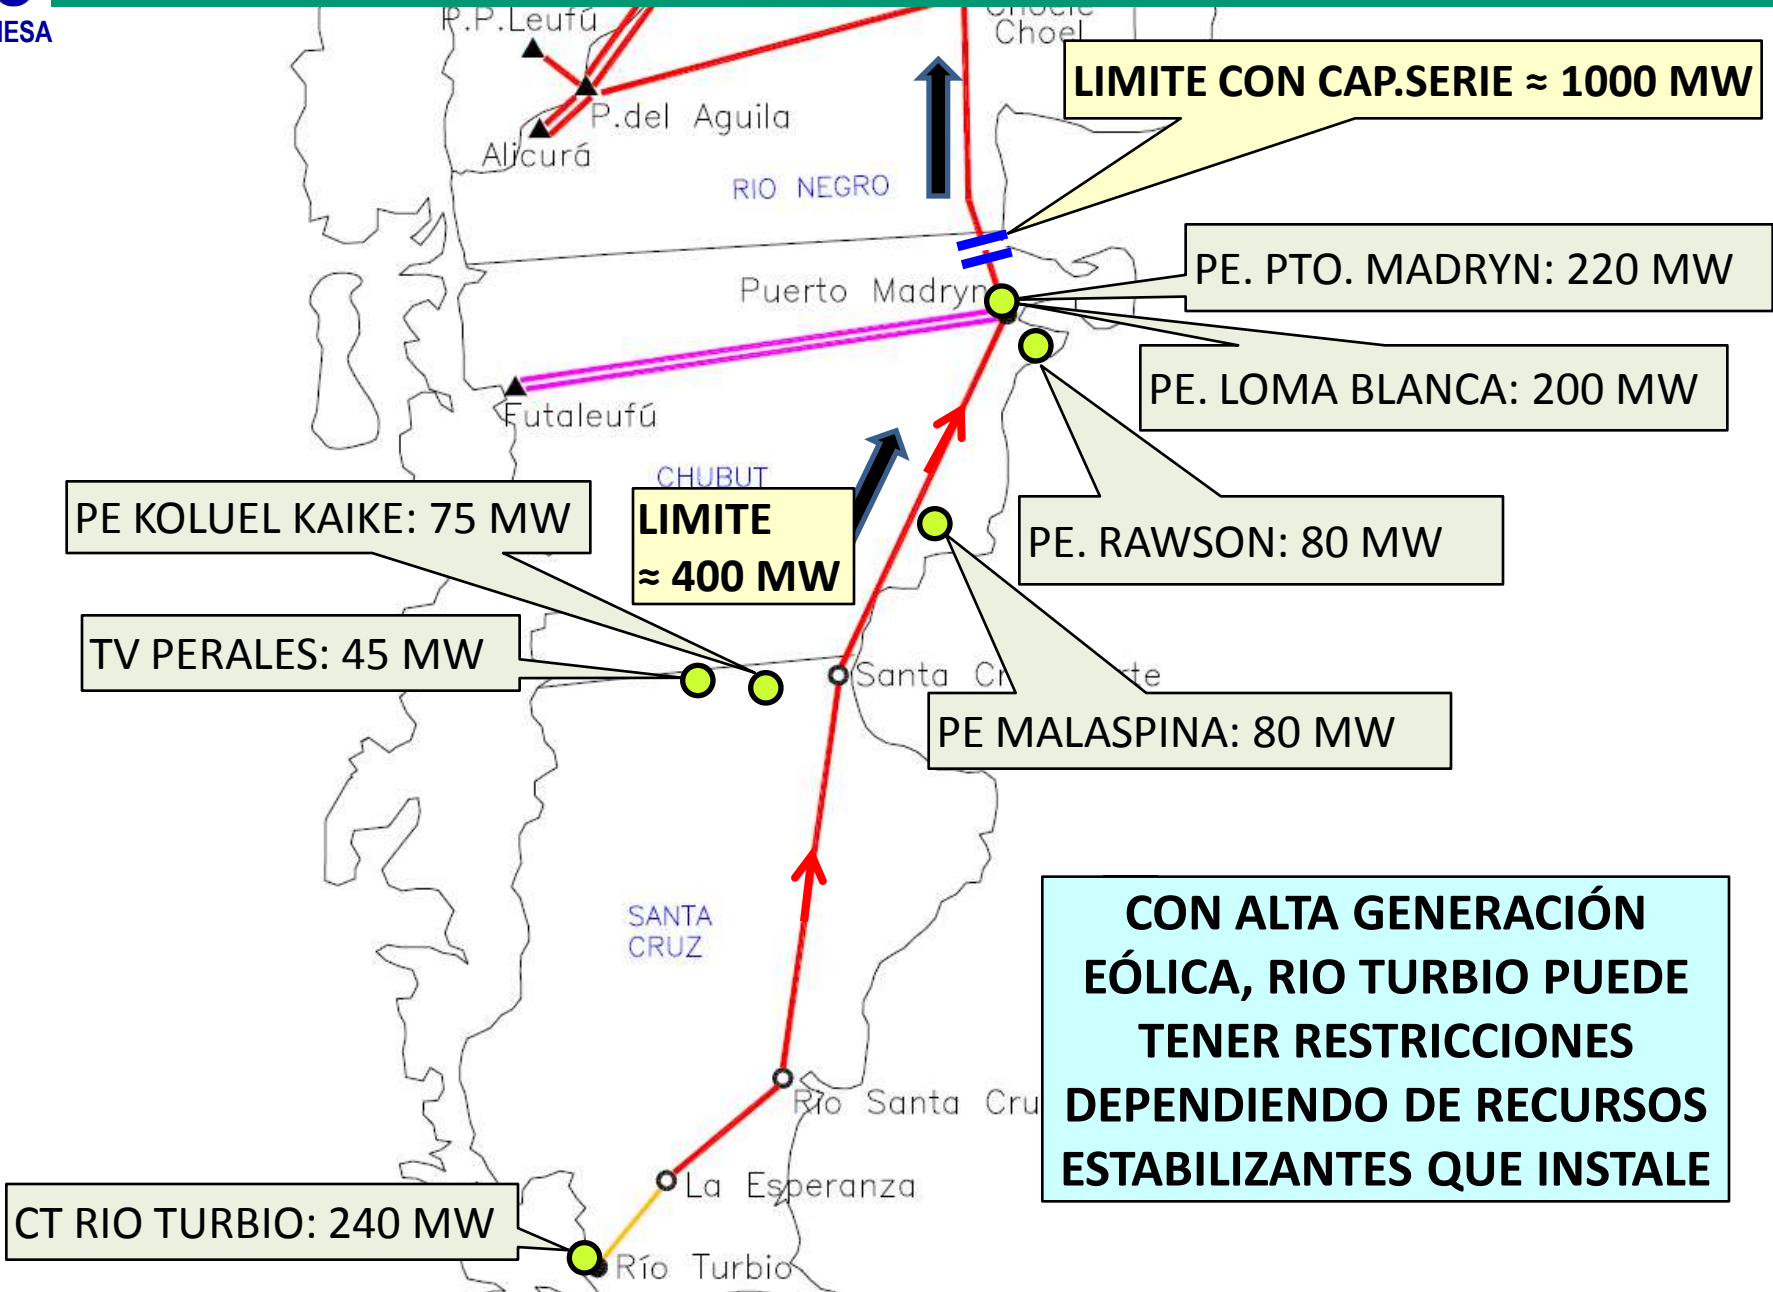 P.P.Leufú
Choel
LIMITE CON CAP.SERIE ≈ 1000 MW
P.del Aguila
Alicurá
RIO NEGRO
PE. PTO. MADRYN: 220 MW
Puerto Madryn
PE. LOMA BLANCA: 200 MW
Futaleufú
CHUBUT
PE KOLUEL KAIKE: 75 MW
LIMITE
≈ 400 MW
PE. RAWSON: 80 MW
TV PERALES: 45 MW
Santa
PE MALASPINA: 80 MW
SANTA
CRUZ
CON ALTA GENERACIÓN
EÓLICA, RIO TURBIO PUEDE
TENER RESTRICCIONES
DEPENDIENDO DE RECURSOS
ESTABILIZANTES QUE INSTALE
Río Santa Cru
La Esperanza
CT RIO TURBIO: 240 MW
Río Turbio